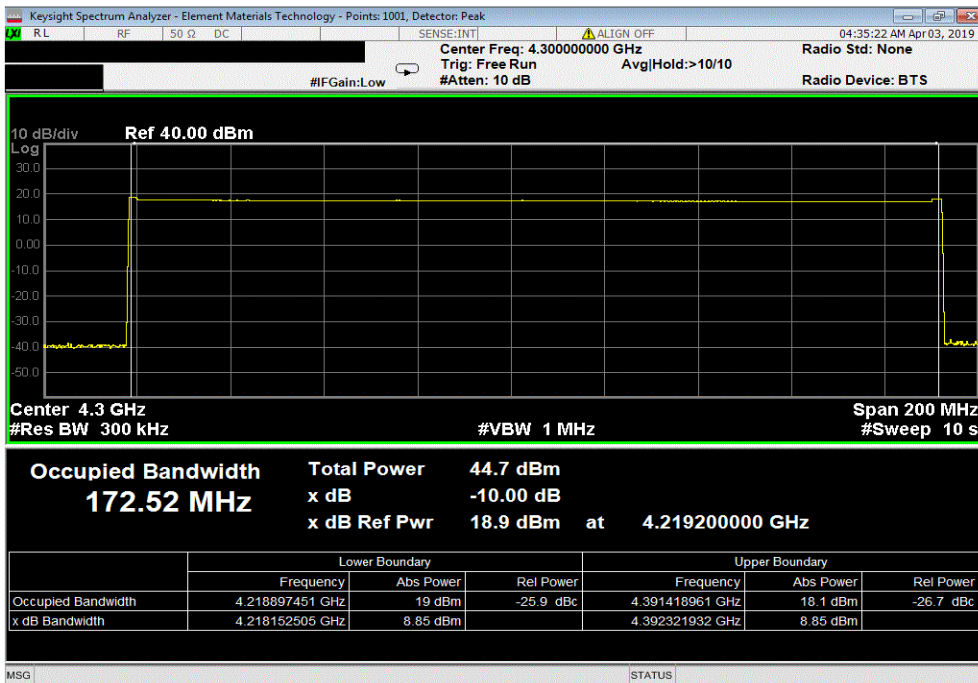 Keysight Spectrum Analyzer - Element Materials Technology - Points: 1001, Detector: Peak
LXI RL RF 50 Ω DC SENSE:INT ALIGN OFF 04:35:22 AM Apr 03, 2019
Center Freq: 4.300000000 GHz Radio Std: None
Trig: Free Run Avg|Hold:>10/10
#IFGain:Low #Atten: 10 dB Radio Device: BTS
10 dB/div Ref 40.00 dBm
Log
30.0
20.0
10.0
0.00
-10.0
-20.0
-30.0
-40.0
-50.0
Center 4.3 GHz Span 200 MHz
#Res BW 300 kHz #VBW 1 MHz #Sweep 10 s
Occupied Bandwidth Total Power 44.7 dBm
172.52 MHz x dB -10.00 dB
x dB Ref Pwr 18.9 dBm at 4.219200000 GHz
Lower Boundary Upper Boundary
Frequency Abs Power Rel Power Frequency Abs Power Rel Power
Occupied Bandwidth 4.218897451 GHz 19 dBm -25.9 dBc 4.391418961 GHz 18.1 dBm -26.7 dBc
x dB Bandwidth 4.218152505 GHz 8.85 dBm 4.392321932 GHz 8.85 dBm
MSG STATUS